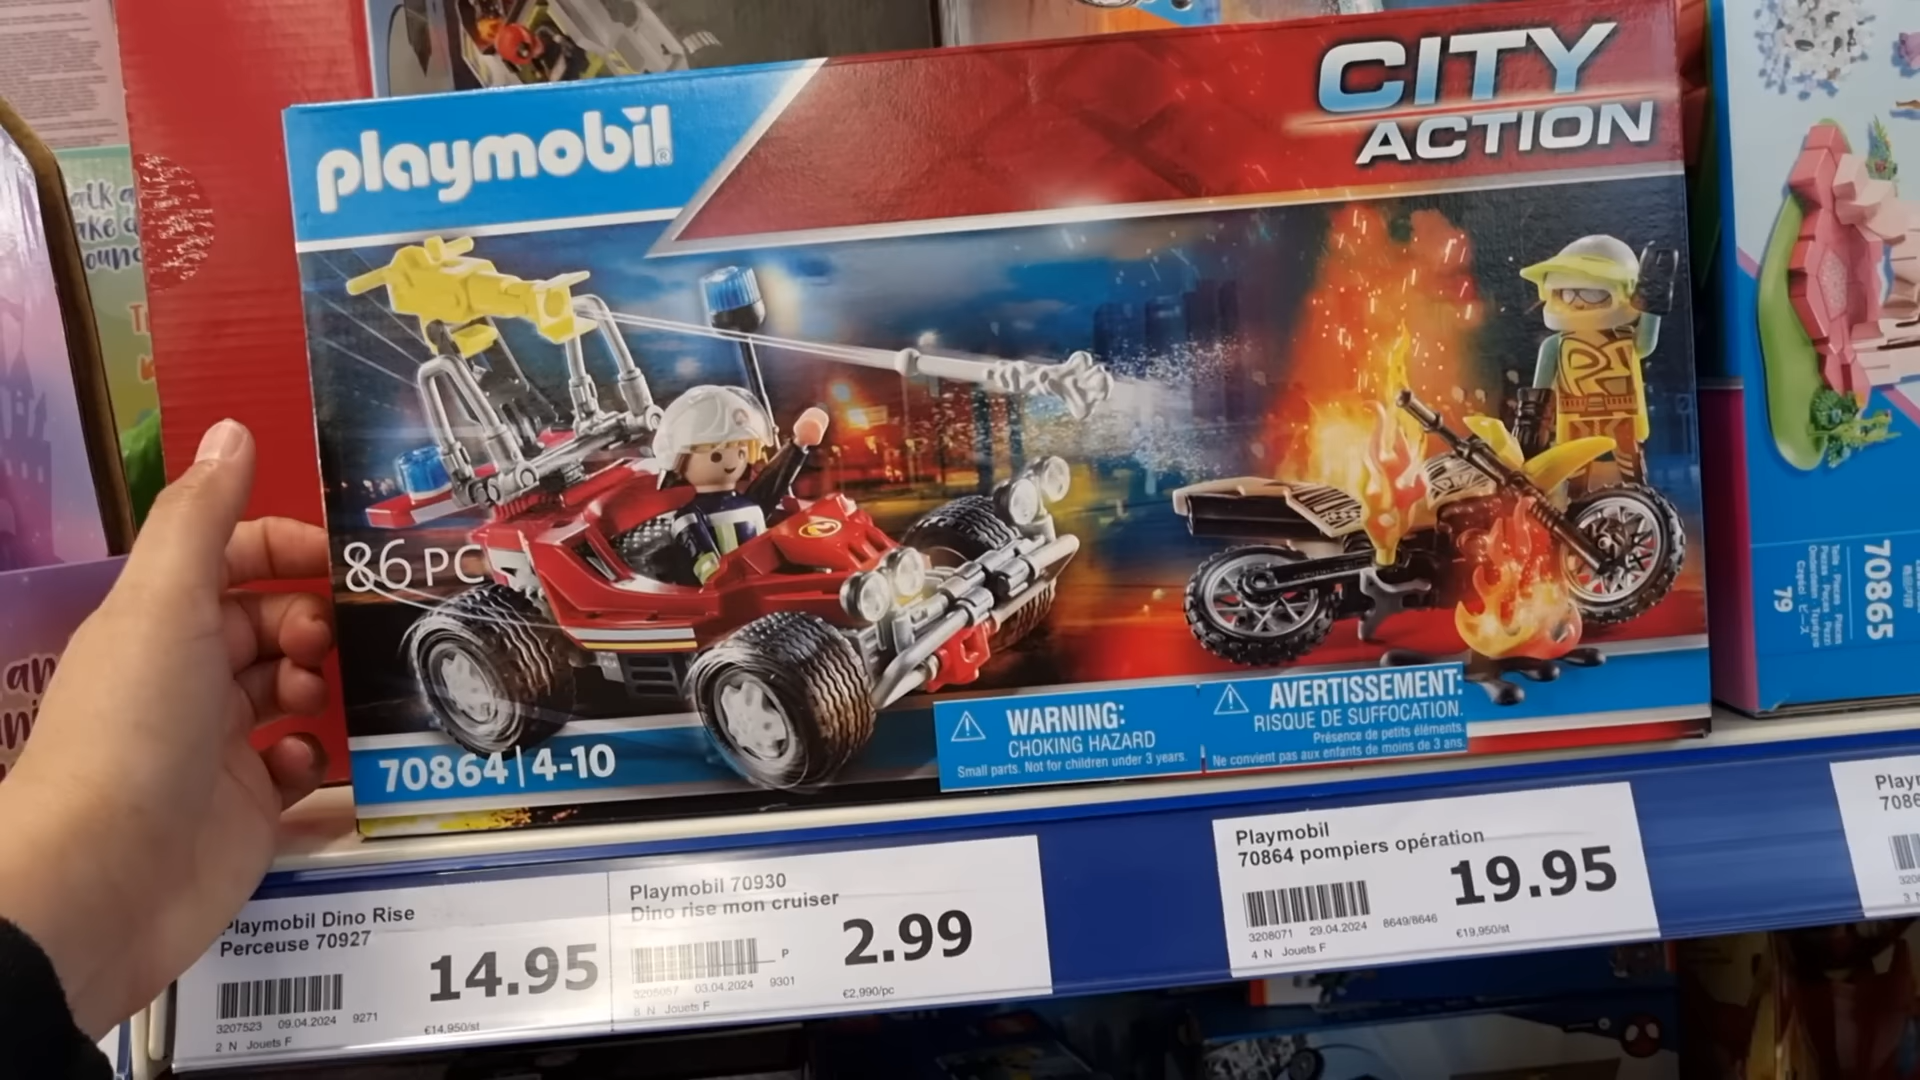 playmobil®
CITY
ACTION
86 PC
70864 | 4-10
WARNING:
CHOKING HAZARD
Small parts. Not for children under 3 years.
AVERTISSEMENT:
RISQUE DE SUFFOCATION.
Présence de petits éléments.
Ne convient pas aux enfants de moins de 3 ans.
70865
79
Playmobil Dino Rise
Perceuse 70927
14.95
3207523 09.04.2024 9271
€14,950/st
2 N Jouets F
Playmobil 70930
Dino rise mon cruiser
2.99
P
03.04.2024 9301
€2,990/pc
8 N Jouets F
Playmobil
70864 pompiers opération
19.95
3208071 29.04.2024 8649/8646
€19,950/st
4 N Jouets F